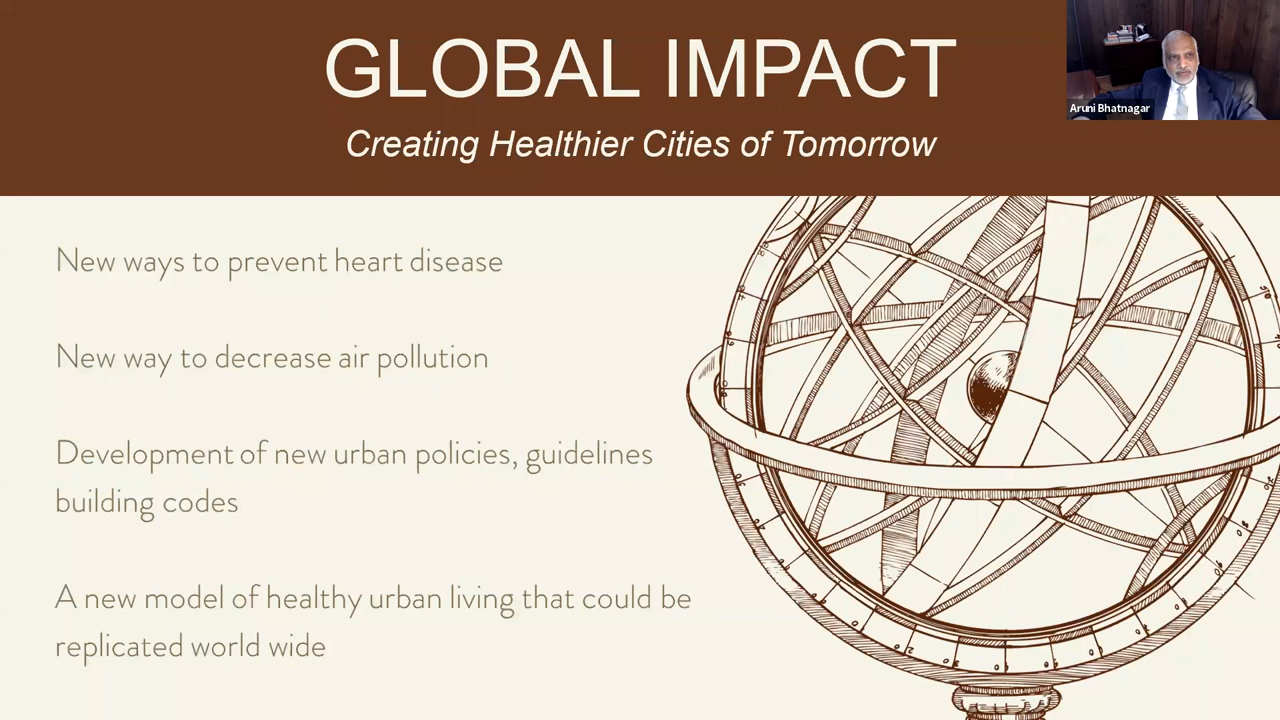 GLOBAL IMPACT
Creating Healthier Cities of Tomorrow
Aruni Bhatnagar
New ways to prevent heart disease
New way to decrease air pollution
Development of new urban policies, guidelines
building codes
A new model of healthy urban living that could be
replicated world wide